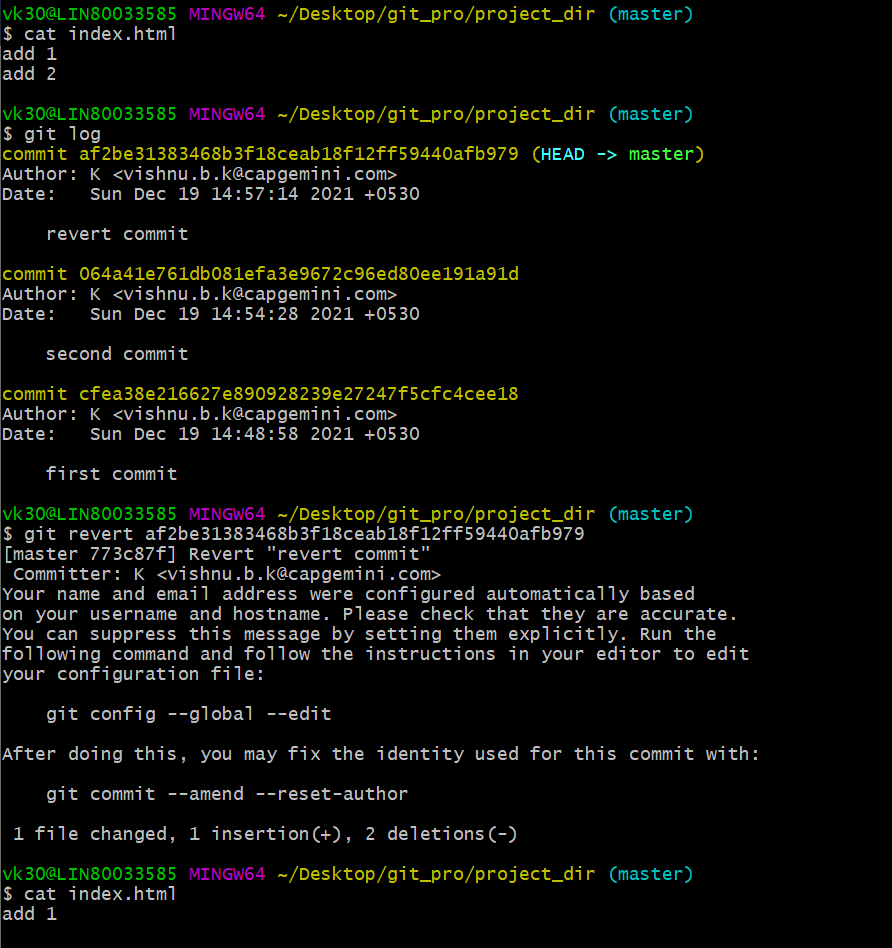 vk30@LIN80033585 MINGW64 ~/Desktop/git_pro/project_dir (master)
$ cat index.html
add 1
add 2

vk30@LIN80033585 MINGW64 ~/Desktop/git_pro/project_dir (master)
$ git log
commit af2be31383468b3f18ceab18f12ff59440afb979 (HEAD -> master)
Author: K <vishnu.b.k@capgemini.com>
Date:   Sun Dec 19 14:57:14 2021 +0530

    revert commit

commit 064a41e761db081efa3e9672c96ed80ee191a91d
Author: K <vishnu.b.k@capgemini.com>
Date:   Sun Dec 19 14:54:28 2021 +0530

    second commit

commit cfea38e216627e890928239e27247f5cfc4cee18
Author: K <vishnu.b.k@capgemini.com>
Date:   Sun Dec 19 14:48:58 2021 +0530

    first commit

vk30@LIN80033585 MINGW64 ~/Desktop/git_pro/project_dir (master)
$ git revert af2be31383468b3f18ceab18f12ff59440afb979
[master 773c87f] Revert "revert commit"
 Committer: K <vishnu.b.k@capgemini.com>
Your name and email address were configured automatically based
on your username and hostname. Please check that they are accurate.
You can suppress this message by setting them explicitly. Run the
following command and follow the instructions in your editor to edit
your configuration file:

    git config --global --edit

After doing this, you may fix the identity used for this commit with:

    git commit --amend --reset-author

 1 file changed, 1 insertion(+), 2 deletions(-)

vk30@LIN80033585 MINGW64 ~/Desktop/git_pro/project_dir (master)
$ cat index.html
add 1